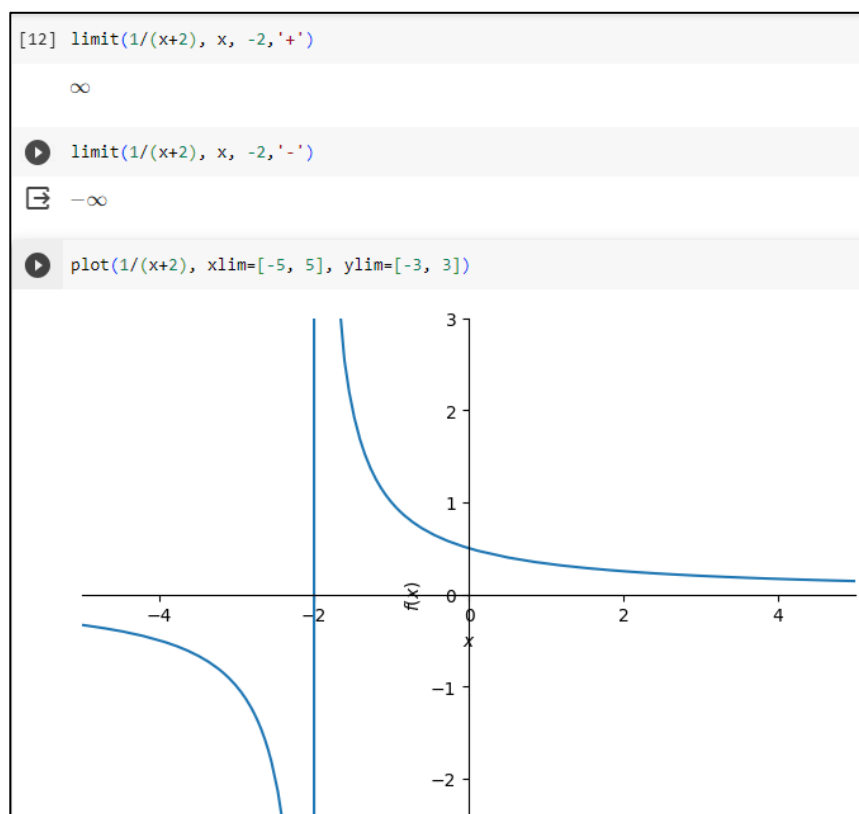 [12] limit(1/(x+2), x, -2,'+')
∞
limit(1/(x+2), x, -2,'-')
−∞
plot(1/(x+2), xlim=[-5, 5], ylim=[-3, 3])
3
2
1
f(x)
0
−4
−2
0
2
4
x
−1
−2